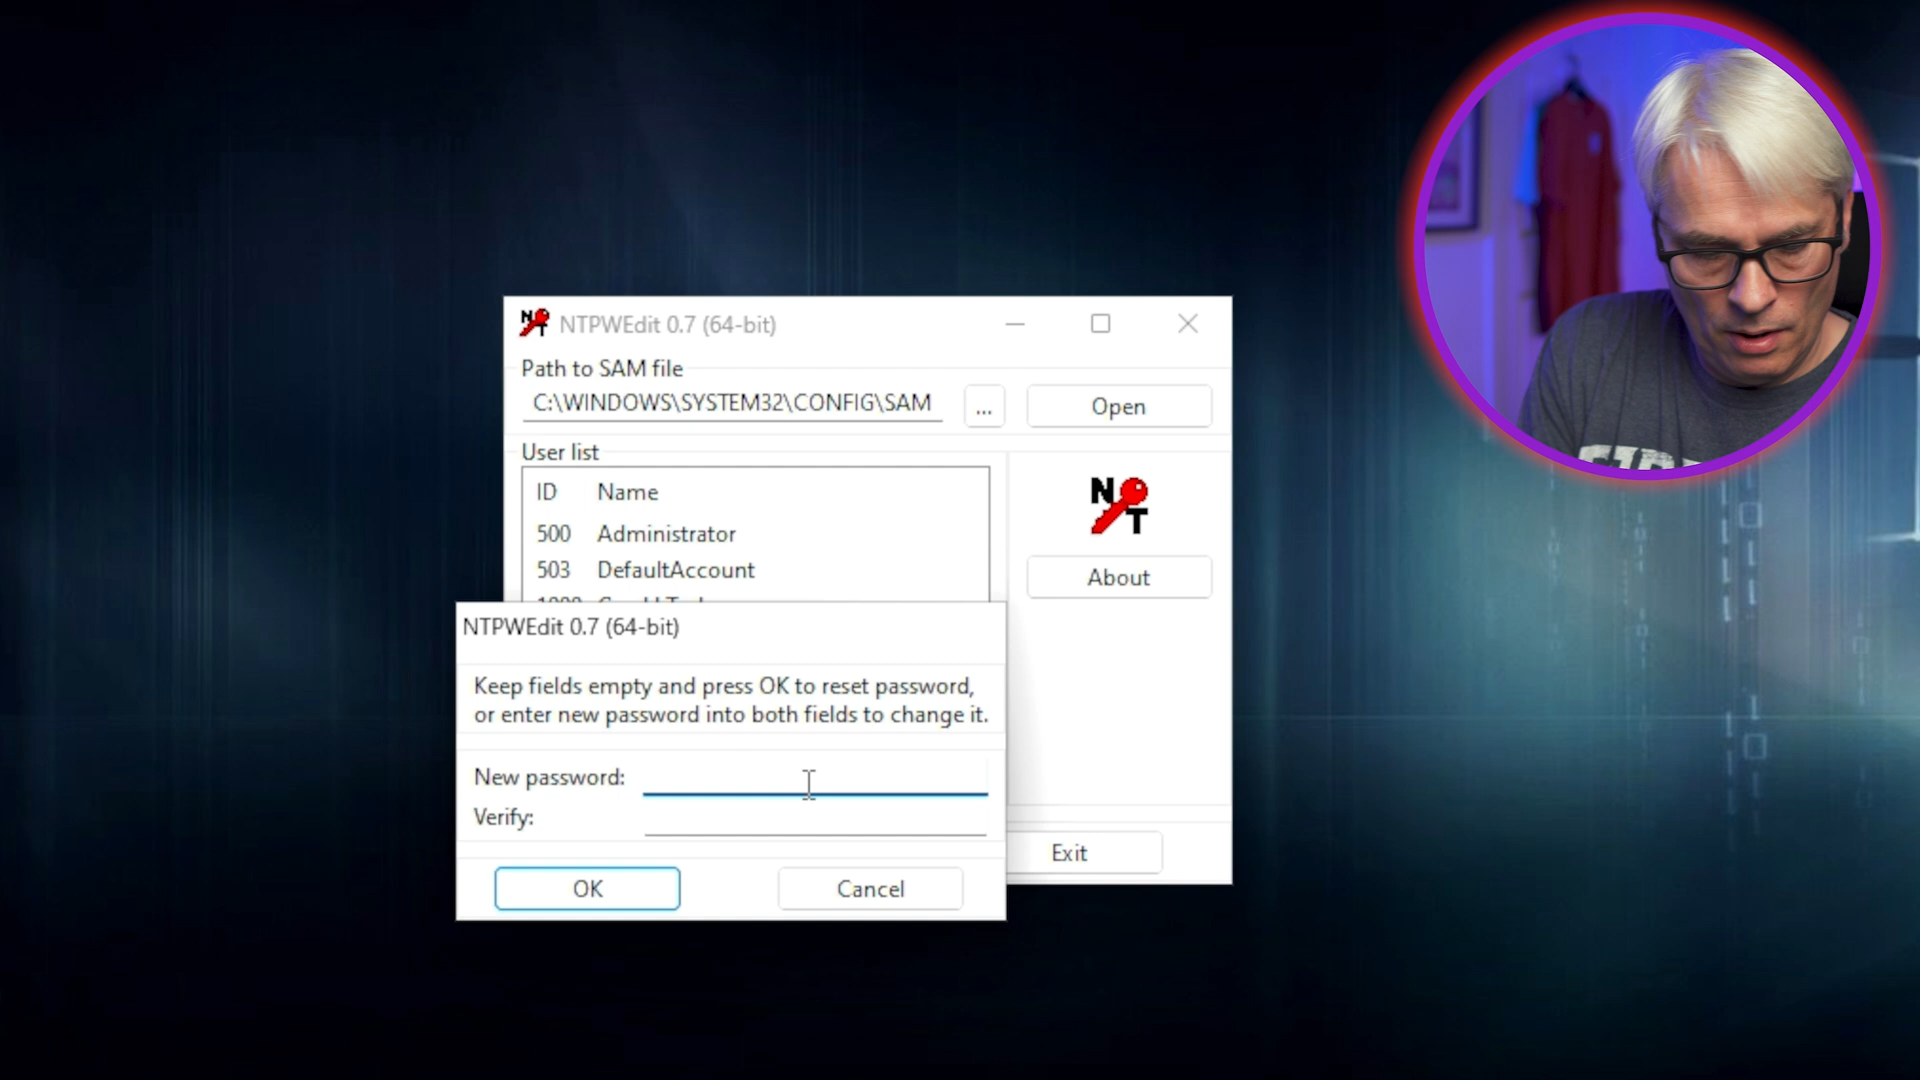 NTPWEdit 0.7 (64-bit)
Path to SAM file
C:\WINDOWS\SYSTEM32\CONFIG\SAM
...
Open
User list
ID Name
500 Administrator
503 DefaultAccount
N T
About
NTPWEdit 0.7 (64-bit)
Keep fields empty and press OK to reset password,
or enter new password into both fields to change it.
New password:
Verify:
OK
Cancel
Exit